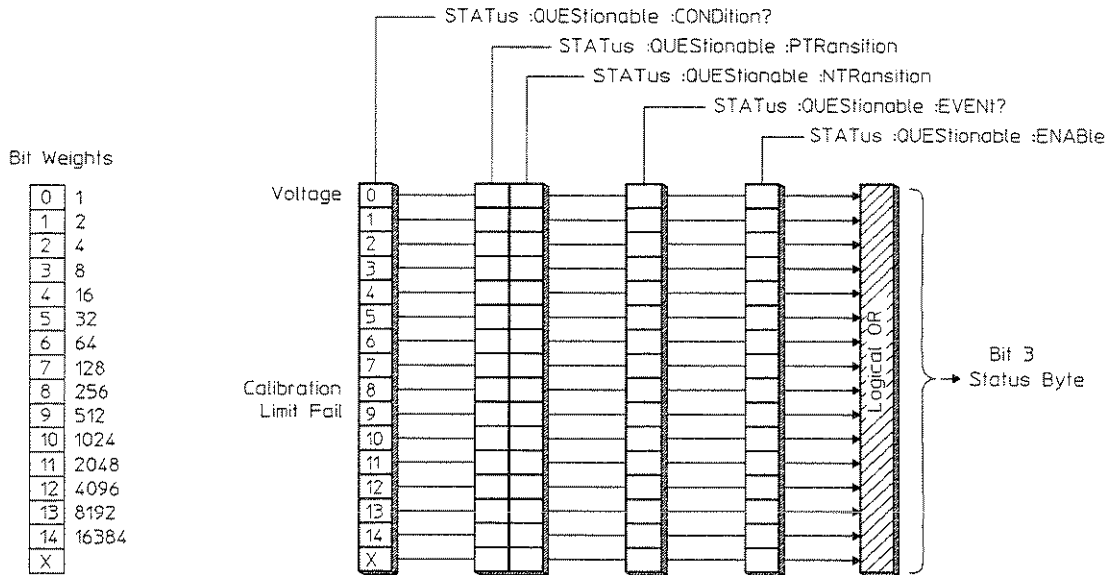 STATus :QUEStionable :CONDition?
STATus :QUEStionable :PTRansition
STATus :QUEStionable :NTRansition
STATus :QUEStionable :EVENt?
STATus :QUEStionable :ENABle
Bit Weights
0 1
1 2
2 4
3 8
4 16
5 32
6 64
7 128
8 256
9 512
10 1024
11 2048
12 4096
13 8192
14 16384
X
Voltage 0
1
2
3
4
5
6
7
Calibration 8
Limit Fail 9
10
11
12
13
14
X
Logical OR
Bit 3
Status Byte